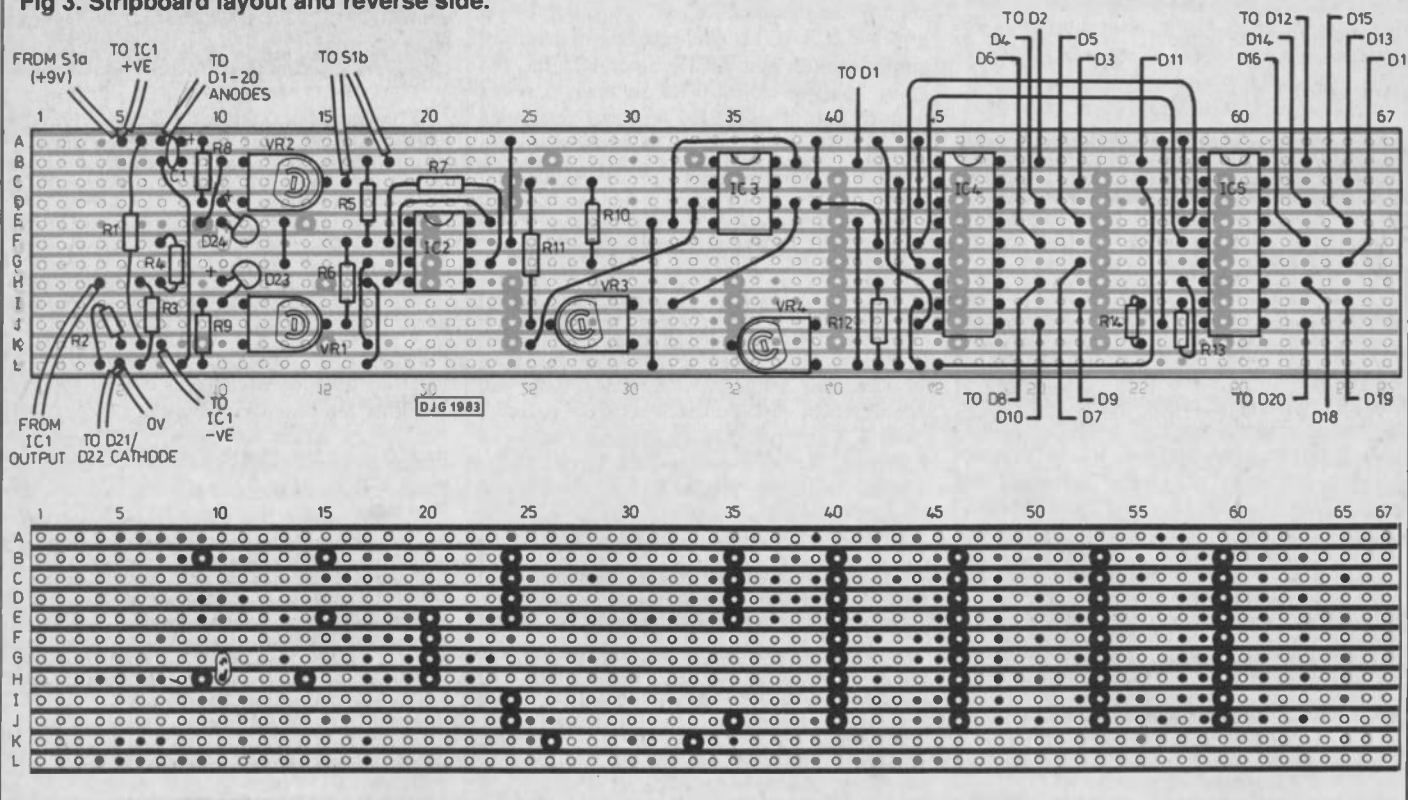 Fig 3. Stripboard layout and reverse side.
FROM S1a
(+9V)
TO IC1
+VE
TO
D1-20
ANODES
TO S1b
TO D1
TO D2
D4
D6
D5
D3
D11
TO D12
D14
D16
D15
D13
D1
1 5 10 15 20 25 30 35 40 45 60 67
A
B
C
D
E
F
G
H
I
J
K
L
R8
VR2
C1
R1
D24
R4
D23
R3
R2
R9
VR1
R5
R6
R7
IC2
R11
R10
VR3
IC3
VR4
R12
IC4
R14
R13
IC5
FROM
IC1
OUTPUT
TO D21/
D22 CATHODE
0V
TO
IC1
-VE
DJG 1983
TO D8
D10
D9
D7
TO D20
D18
D19
1 5 10 15 20 25 30 35 40 45 50 55 60 65 67
A
B
C
D
E
F
G
H
I
J
K
L